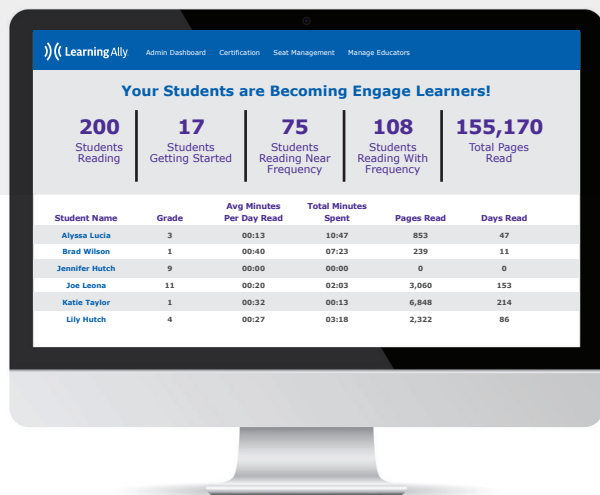 Learning Ally Admin Dashboard Certification Seat Management Manage Educators
Your Students are Becoming Engage Learners!
200 17 75 108 155,170
Students Reading
Students Getting Started
Students Reading Near Frequency
Students Reading With Frequency
Total Pages Read
Student Name Grade Avg Minutes Per Day Read Total Minutes Spent Pages Read Days Read
Alyssa Lucia 3 00:13 10:47 853 47
Brad Wilson 1 00:40 07:23 239 11
Jennifer Hutch 9 00:00 00:00 0 0
Joe Leona 11 00:20 02:03 3,060 153
Katie Taylor 1 00:32 00:13 6,848 214
Lily Hutch 4 00:27 03:18 2,322 86